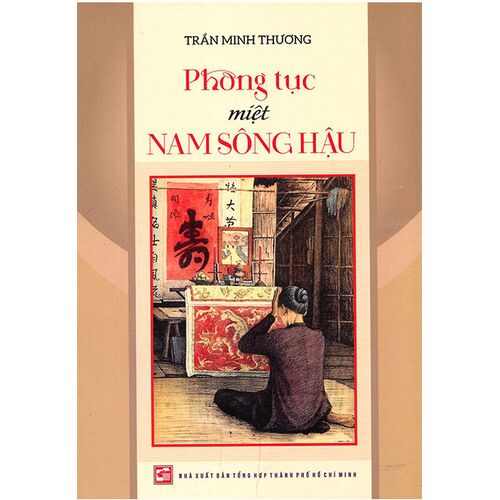 TRẦN MINH THƯƠNG
Phong tục
miệt
NAM SÔNG HẬU
壽
NHÀ XUẤT BẢN TỔNG HỢP THÀNH PHỐ HỒ CHÍ MINH